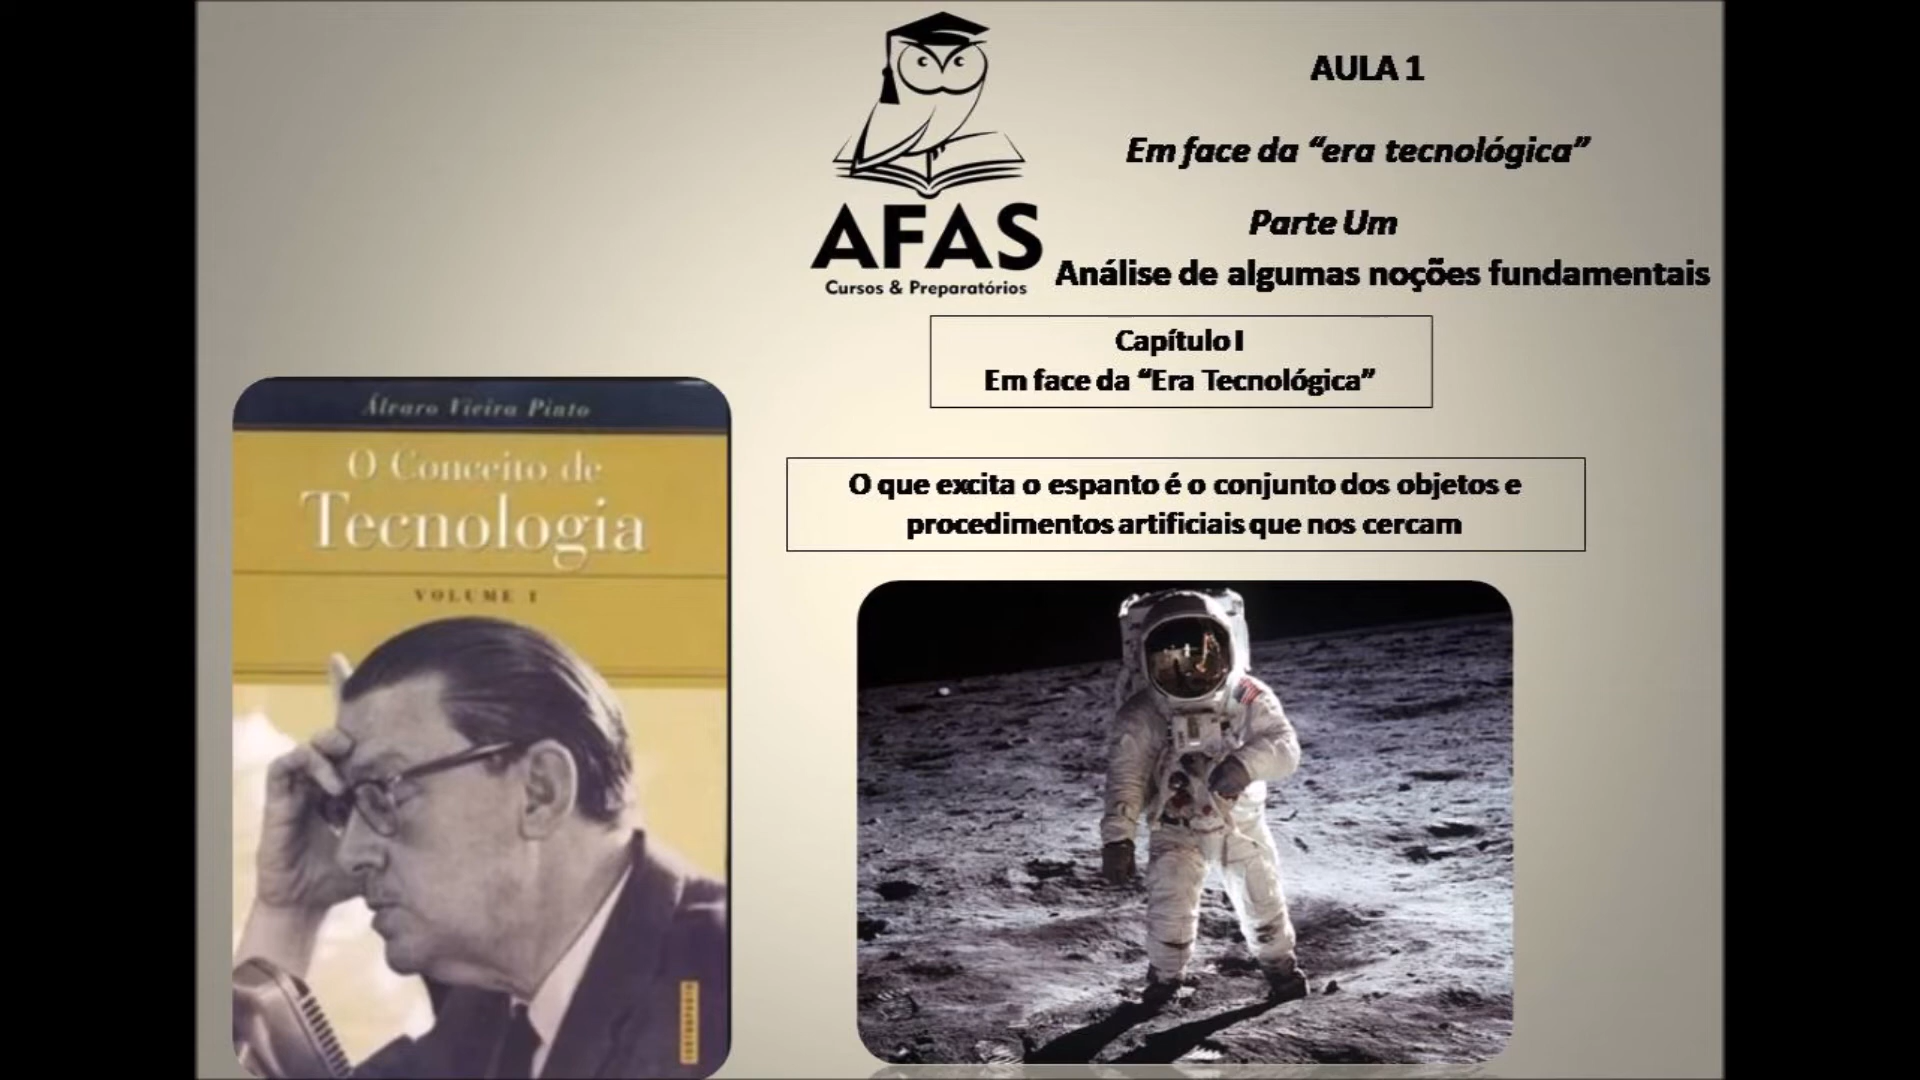 AFAS
Cursos & Preparatórios
AULA 1
Em face da “era tecnológica”
Parte Um
Análise de algumas noções fundamentais
Capítulo I
Em face da “Era Tecnológica”
O que excita o espanto é o conjunto dos objetos e
procedimentos artificiais que nos cercam
Álvaro Vieira Pinto
O Conceito de
Tecnologia
VOLUME I
CONTRAPONTO